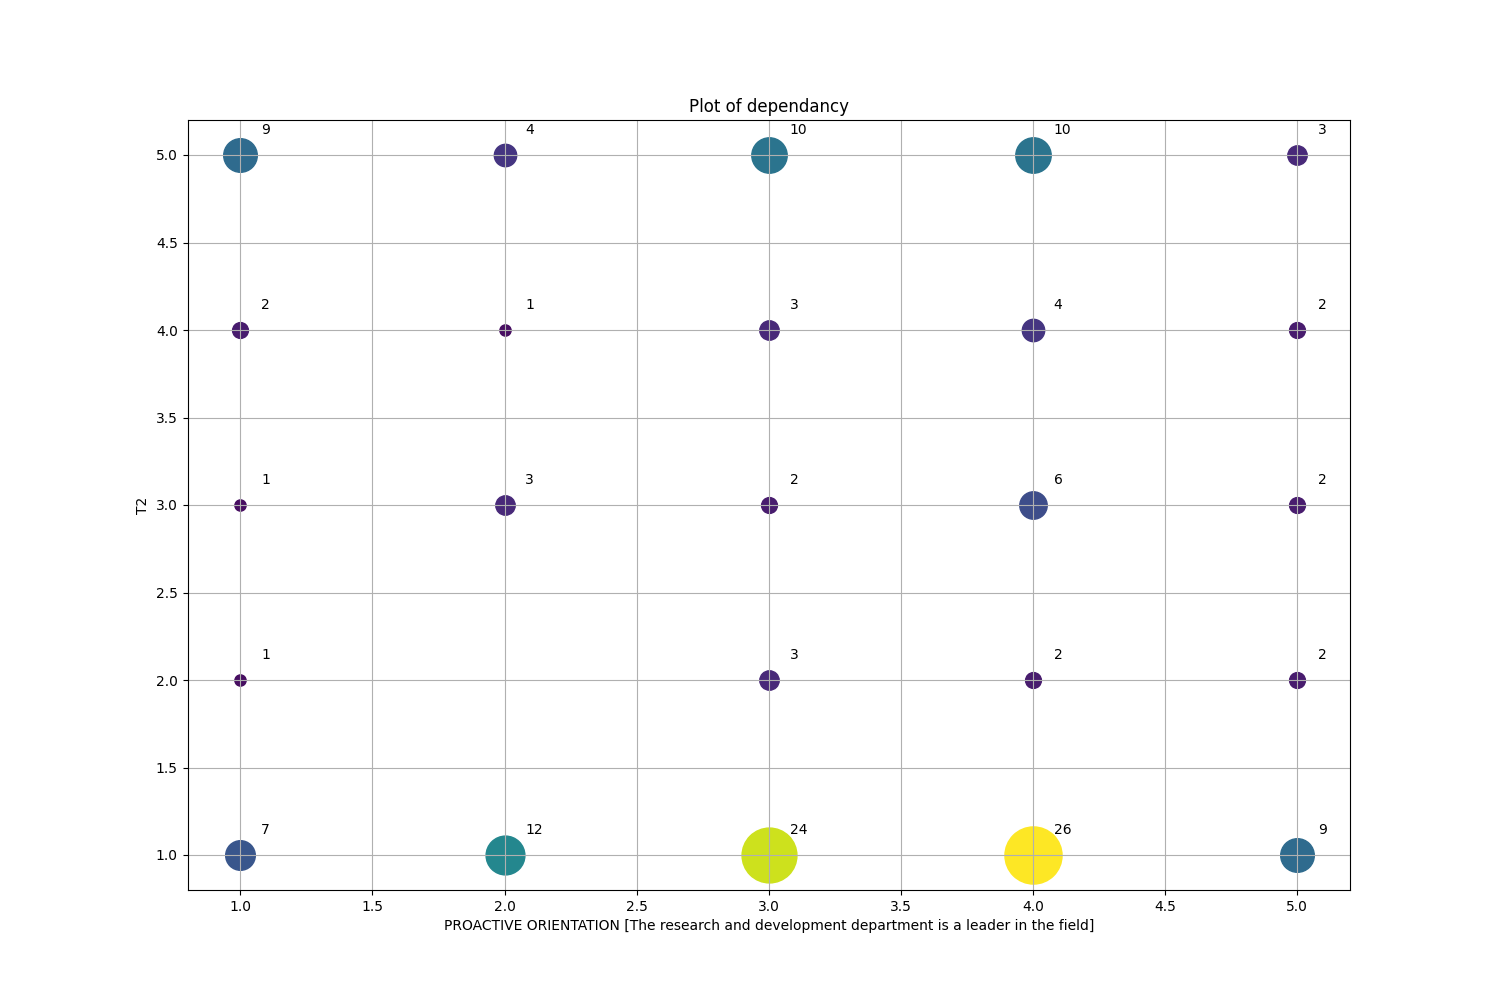 Plot of dependancy
9 4 10 10 3
5.0
4.5
2 1 3 4 2
4.0
3.5
1 3 2 6 2
3.0
T2
2.5
1 3 2 2
2.0
1.5
7 12 24 26 9
1.0
1.0 1.5 2.0 2.5 3.0 3.5 4.0 4.5 5.0
PROACTIVE ORIENTATION [The research and development department is a leader in the field]